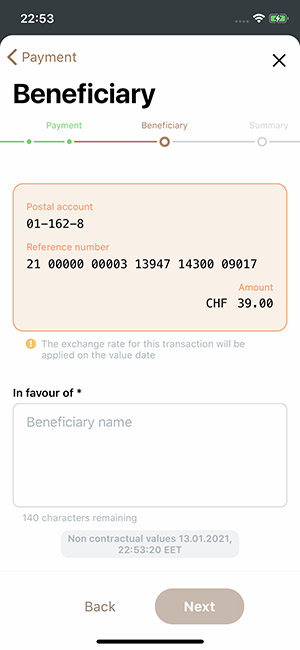 22:53
Payment
Beneficiary
Payment Beneficiary Summary
Postal account
01-162-8
Reference number
21 00000 00003 13947 14300 09017
Amount
CHF 39.00
The exchange rate for this transaction will be
applied on the value date
In favour of *
Beneficiary name
140 characters remaining
Non contractual values 13.01.2021,
22:53:20 EET
Back Next